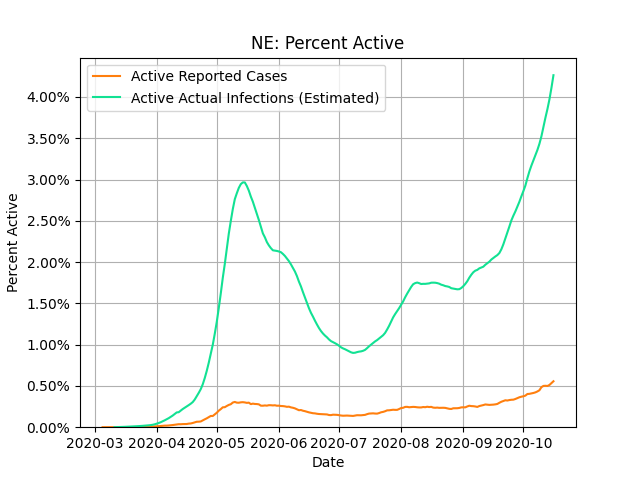 NE: Percent Active
Active Reported Cases
Active Actual Infections (Estimated)
4.00%
3.50%
3.00%
2.50%
2.00%
1.50%
1.00%
0.50%
0.00%
Percent Active
2020-03 2020-04 2020-05 2020-06 2020-07 2020-08 2020-09 2020-10
Date